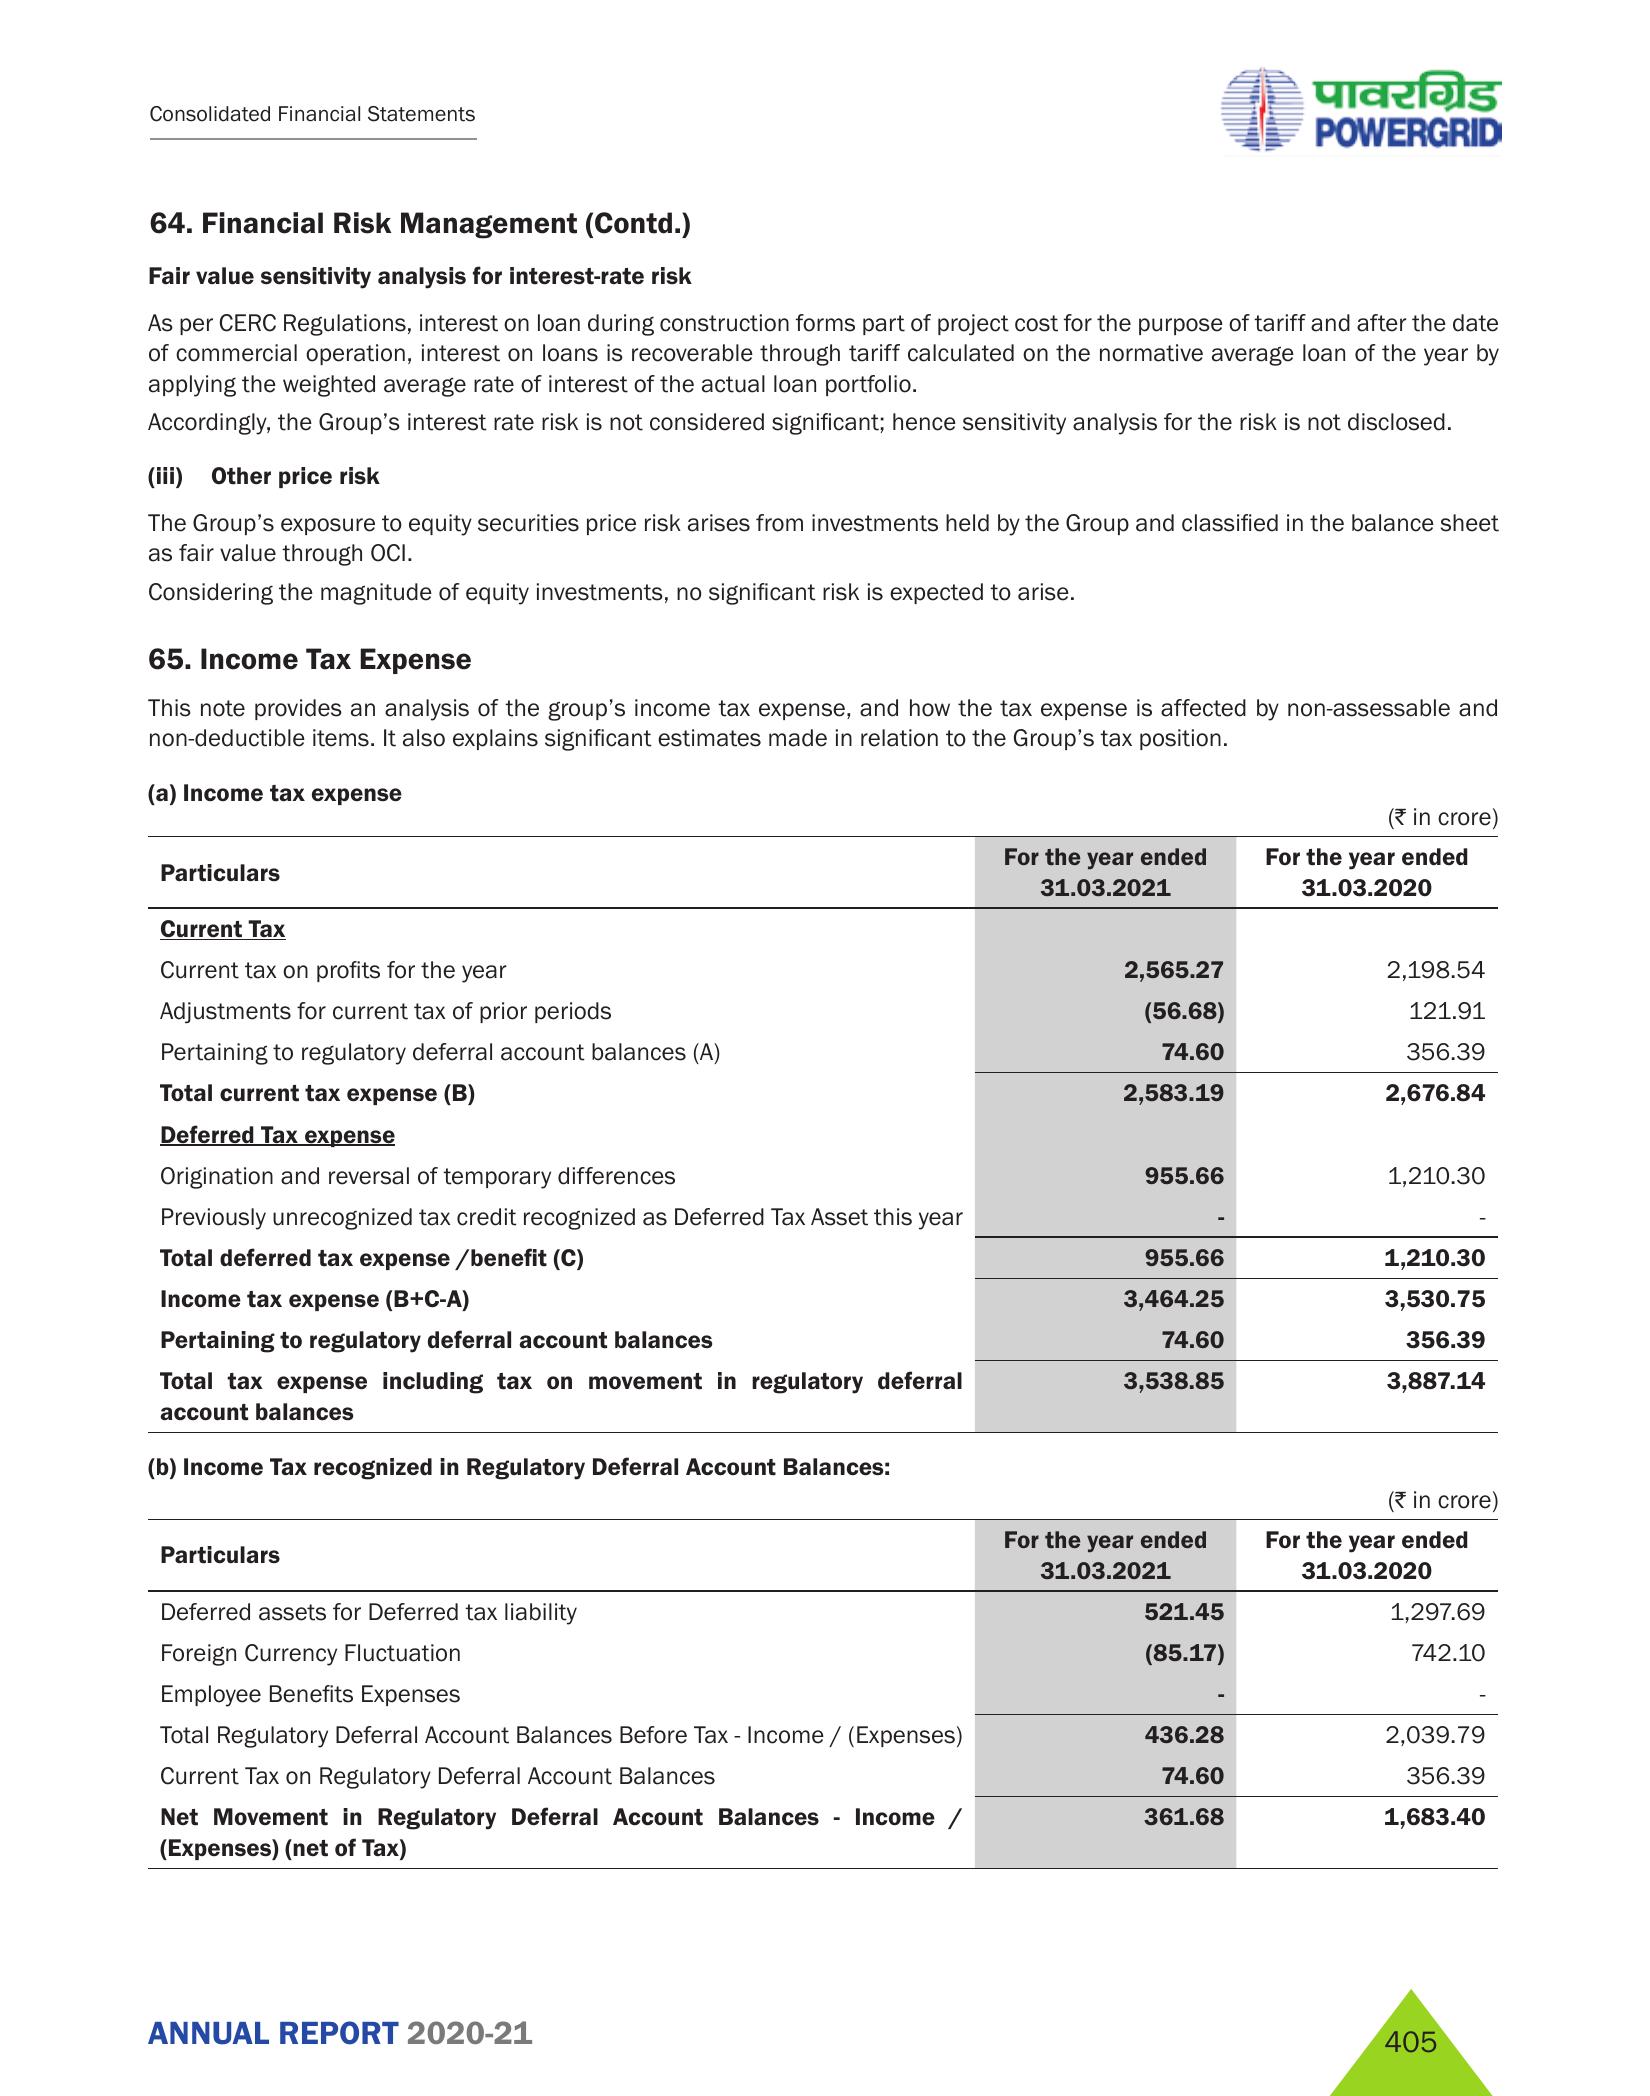 Consolidated Financial Statements
पावरग्रिड
POWERGRID
64. Financial Risk Management (Contd.)
Fair value sensitivity analysis for interest-rate risk
As per CERC Regulations, interest on loan during construction forms part of project cost for the purpose of tariff and after the date
of commercial operation, interest on loans is recoverable through tariff calculated on the normative average loan of the year by
applying the weighted average rate of interest of the actual loan portfolio.
Accordingly, the Group’s interest rate risk is not considered significant; hence sensitivity analysis for the risk is not disclosed.
(iii) Other price risk
The Group’s exposure to equity securities price risk arises from investments held by the Group and classified in the balance sheet
as fair value through OCI.
Considering the magnitude of equity investments, no significant risk is expected to arise.
65. Income Tax Expense
This note provides an analysis of the group’s income tax expense, and how the tax expense is affected by non-assessable and
non-deductible items. It also explains significant estimates made in relation to the Group’s tax position.
(a) Income tax expense
(₹ in crore)
Particulars For the year ended 31.03.2021 For the year ended 31.03.2020
Current Tax
Current tax on profits for the year 2,565.27 2,198.54
Adjustments for current tax of prior periods (56.68) 121.91
Pertaining to regulatory deferral account balances (A) 74.60 356.39
Total current tax expense (B) 2,583.19 2,676.84
Deferred Tax expense
Origination and reversal of temporary differences 955.66 1,210.30
Previously unrecognized tax credit recognized as Deferred Tax Asset this year - -
Total deferred tax expense /benefit (C) 955.66 1,210.30
Income tax expense (B+C-A) 3,464.25 3,530.75
Pertaining to regulatory deferral account balances 74.60 356.39
Total tax expense including tax on movement in regulatory deferral 3,538.85 3,887.14
account balances
(b) Income Tax recognized in Regulatory Deferral Account Balances:
(₹ in crore)
Particulars For the year ended 31.03.2021 For the year ended 31.03.2020
Deferred assets for Deferred tax liability 521.45 1,297.69
Foreign Currency Fluctuation (85.17) 742.10
Employee Benefits Expenses - -
Total Regulatory Deferral Account Balances Before Tax - Income / (Expenses) 436.28 2,039.79
Current Tax on Regulatory Deferral Account Balances 74.60 356.39
Net Movement in Regulatory Deferral Account Balances - Income / 361.68 1,683.40
(Expenses) (net of Tax)
ANNUAL REPORT 2020-21
405